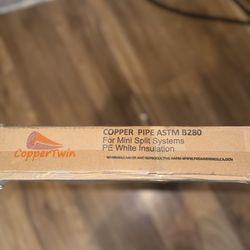 CopperTwin
COPPER PIPE ASTM B280
For Mini Split Systems
PE White Insulation